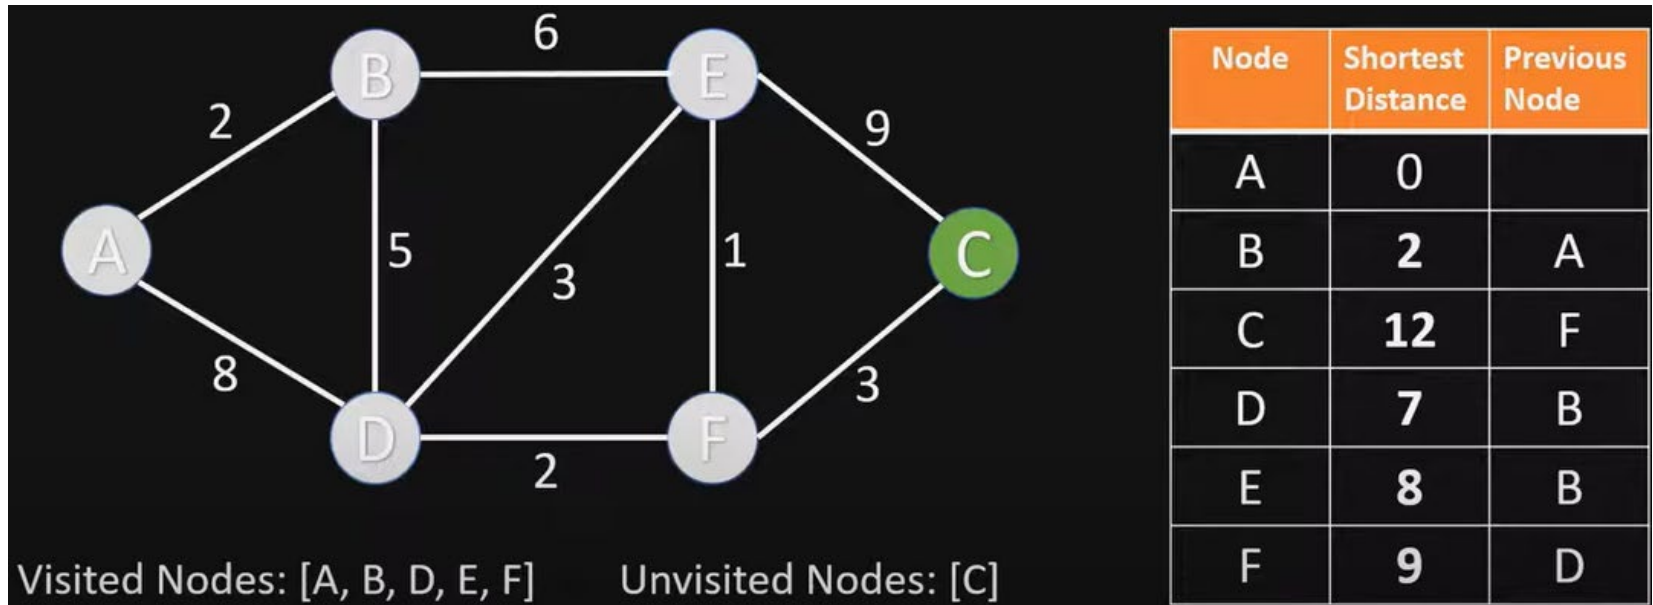 6
B
E
2
9
A
5
3
1
C
8
3
D
F
2
Visited Nodes: [A, B, D, E, F]
Unvisited Nodes: [C]
Node Shortest Distance Previous Node
A 0
B 2 A
C 12 F
D 7 B
E 8 B
F 9 D